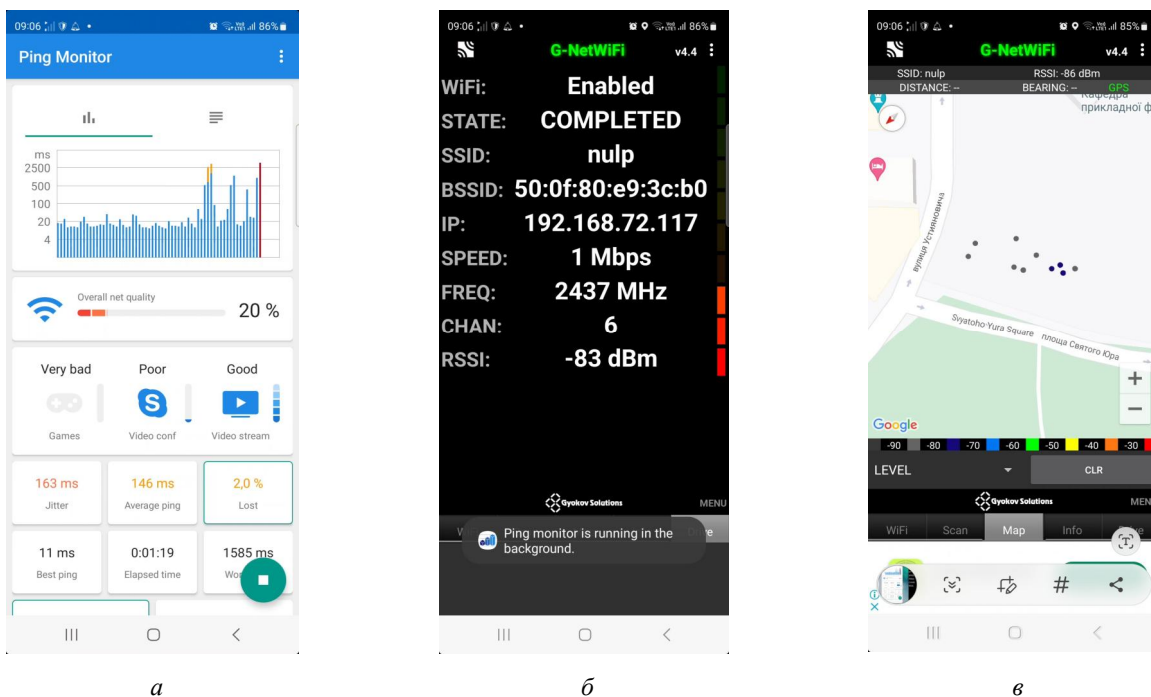 09:06
86%
Ping Monitor
ms
2500
500
100
20
4
Overall net quality
20 %
Very bad
Poor
Good
Games
Video conf
Video stream
163 ms
146 ms
2,0 %
Jitter
Average ping
Lost
11 ms
0:01:19
1585 ms
Best ping
Elapsed time
а
09:06
86%
G-NetWiFi
v4.4
WiFi: Enabled
STATE: COMPLETED
SSID: nulp
BSSID: 50:0f:80:e9:3c:b0
IP: 192.168.72.117
SPEED: 1 Mbps
FREQ: 2437 MHz
CHAN: 6
RSSI: -83 dBm
Gyokov Solutions
MENU
Ping monitor is running in the
background.
б
09:06
85%
G-NetWiFi
v4.4
SSID: nulp RSSI: -86 dBm
DISTANCE: -- BEARING: -- GPS
Кафедра
прикладної ф
вулиця Устияновича
Svyatoho Yura Square площа Святого Юра
+
−
Google
-90 -80 -70 -60 -50 -40 -30
LEVEL
CLR
Gyokov Solutions
MEN
WiFi Scan Map Info
T
#
в